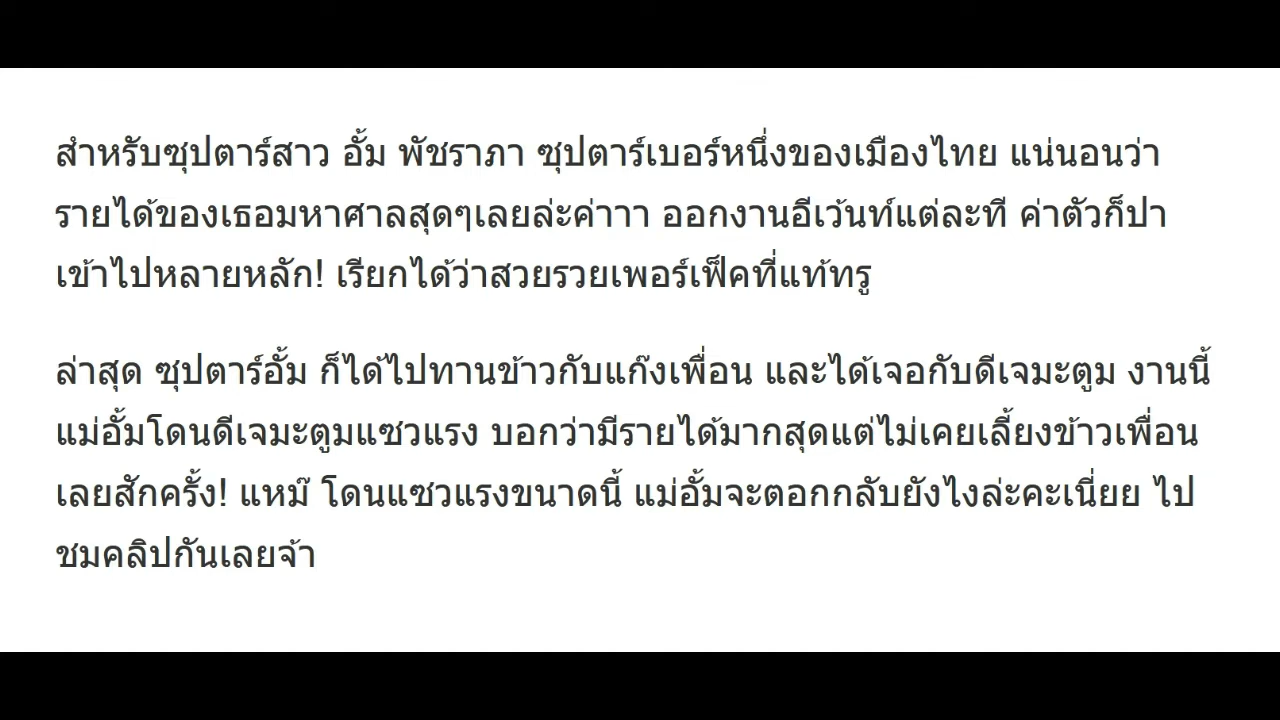 สำหรับซุปตาร์สาว อั้ม พัชราภา ซุปตาร์เบอร์หนึ่งของเมืองไทย แน่นอนว่า
รายได้ของเธอมหาศาลสุดๆเลยล่ะค่าาา ออกงานอีเว้นท์แต่ละที ค่าตัวก็ปา
เข้าไปหลายหลัก! เรียกได้ว่าสวยรวยเพอร์เฟ็คที่แท้ทรู
ล่าสุด ซุปตาร์อั้ม ก็ได้ไปทานข้าวกับแก๊งเพื่อน และได้เจอกับดีเจมะตูม งานนี้
แม่อั้มโดนดีเจมะตูมแซวแรง บอกว่ามีรายได้มากสุดแต่ไม่เคยเลี้ยงข้าวเพื่อน
เลยสักครั้ง! แหม๊ โดนแซวแรงขนาดนี้ แม่อั้มจะตอกกลับยังไงล่ะคะเนี่ยย ไป
ชมคลิปกันเลยจ้า